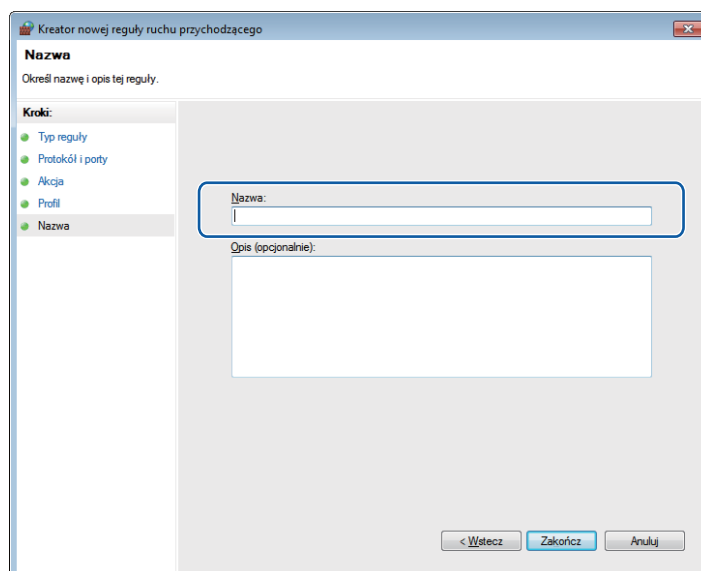 Kreator nowej reguły ruchu przychodzącego
Nazwa
Określ nazwę i opis tej reguły.
Kroki:
Typ reguły
Protokół i porty
Akcja
Profil
Nazwa
Nazwa:
Opis (opcjonalnie):
< Wstecz
Zakończ
Anuluj